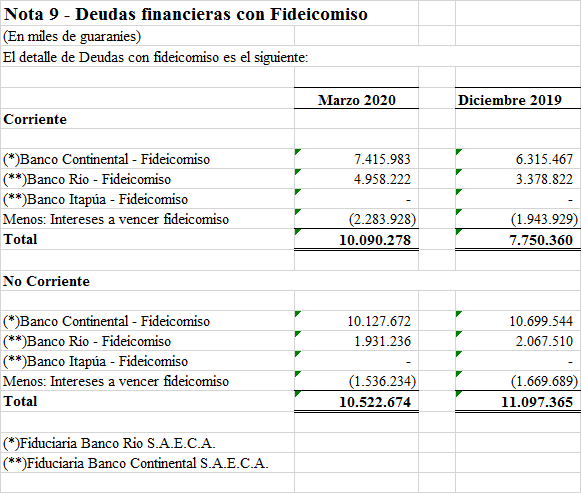 Nota 9 - Deudas financieras con Fideicomiso
(En miles de guaranies)
El detalle de Deudas con fideicomiso es el siguiente:
Marzo 2020 Diciembre 2019
Corriente
(*)Banco Continental - Fideicomiso 7.415.983 6.315.467
(**)Banco Rio - Fideicomiso 4.958.222 3.378.822
(**)Banco Itapúa - Fideicomiso - -
Menos: Intereses a vencer fideicomiso (2.283.928) (1.943.929)
Total 10.090.278 7.750.360
No Corriente
(*)Banco Continental - Fideicomiso 10.127.672 10.699.544
(**)Banco Rio - Fideicomiso 1.931.236 2.067.510
(**)Banco Itapúa - Fideicomiso - -
Menos: Intereses a vencer fideicomiso (1.536.234) (1.669.689)
Total 10.522.674 11.097.365
(*)Fiduciaria Banco Rio S.A.E.C.A.
(**)Fiduciaria Banco Continental S.A.E.C.A.